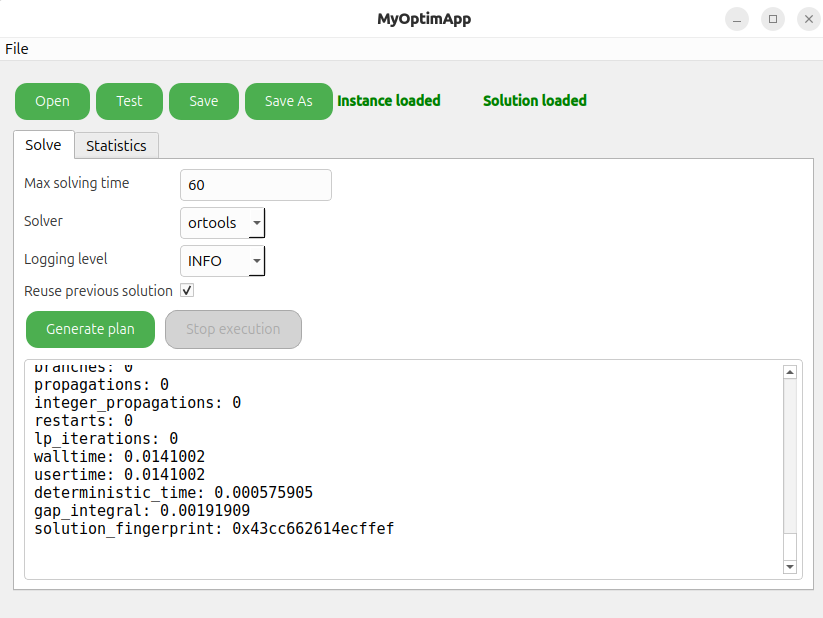 MyOptimApp
File
Open Test Save Save As Instance loaded Solution loaded
Solve Statistics
Max solving time 60
Solver ortools
Logging level INFO
Reuse previous solution
Generate plan Stop execution
branches: 0
propagations: 0
integer_propagations: 0
restarts: 0
lp_iterations: 0
walltime: 0.0141002
usertime: 0.0141002
deterministic_time: 0.000575905
gap_integral: 0.00191909
solution_fingerprint: 0x43cc662614ecffef